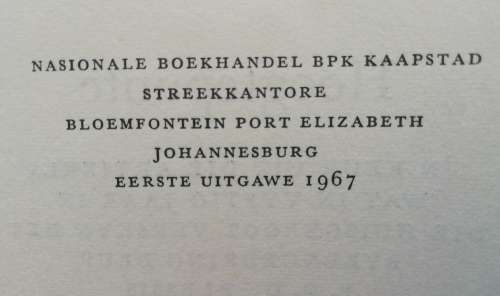 NASIONALE BOEKHANDEL BPK KAAPSTAD
STREEKKANTORE
BLOEMFONTEIN PORT ELIZABETH
JOHANNESBURG
EERSTE UITGAWE 1967